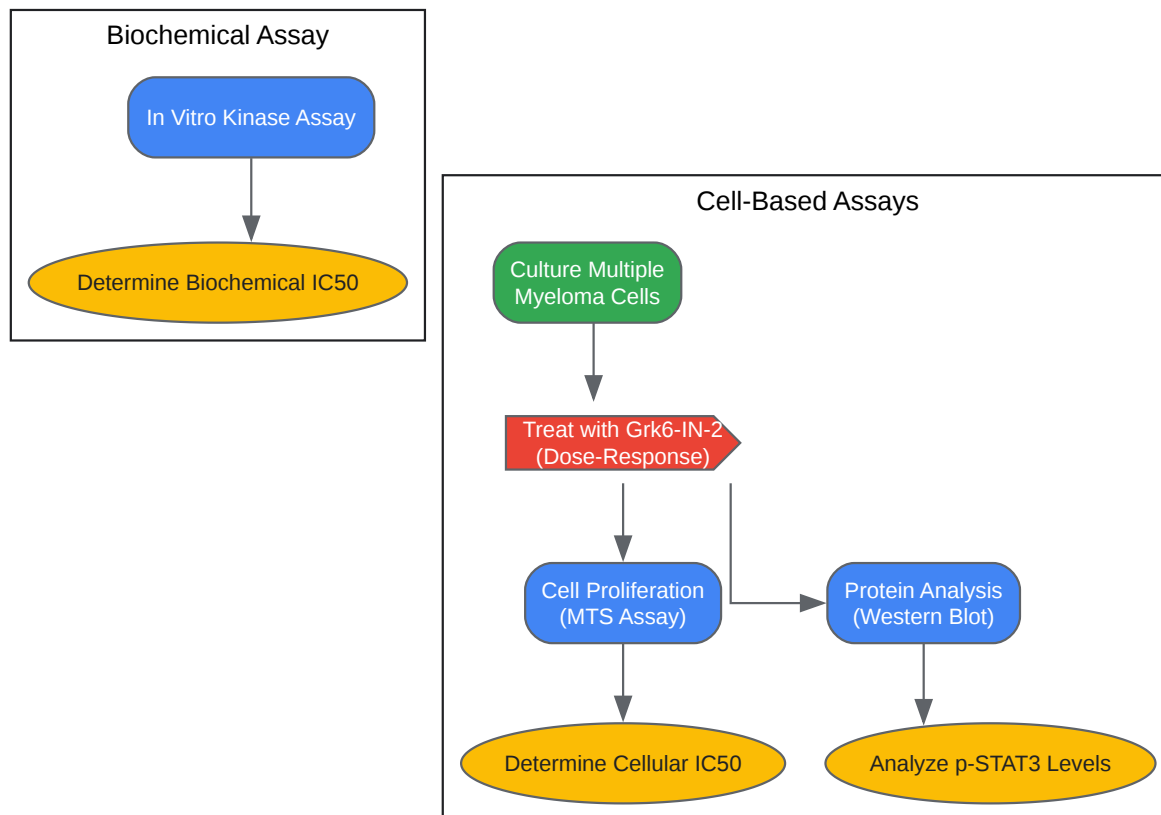 Biochemical Assay
In Vitro Kinase Assay
Determine Biochemical IC50
Cell-Based Assays
Culture Multiple
Myeloma Cells
Treat with Grk6-IN-2
(Dose-Response)
Cell Proliferation
(MTS Assay)
Protein Analysis
(Western Blot)
Determine Cellular IC50
Analyze p-STAT3 Levels